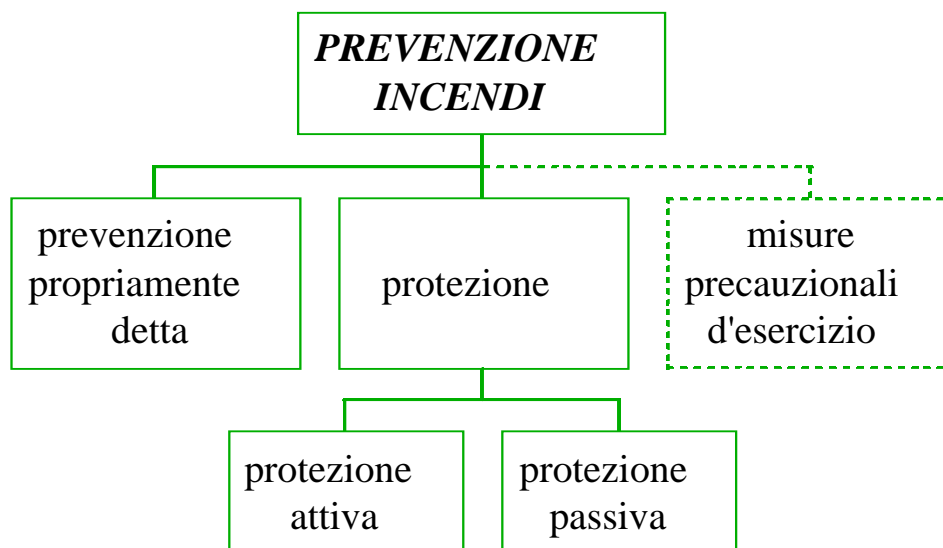 PREVENZIONE
INCENDI
prevenzione
propriamente
detta
protezione
misure
precauzionali
d'esercizio
protezione
attiva
protezione
passiva